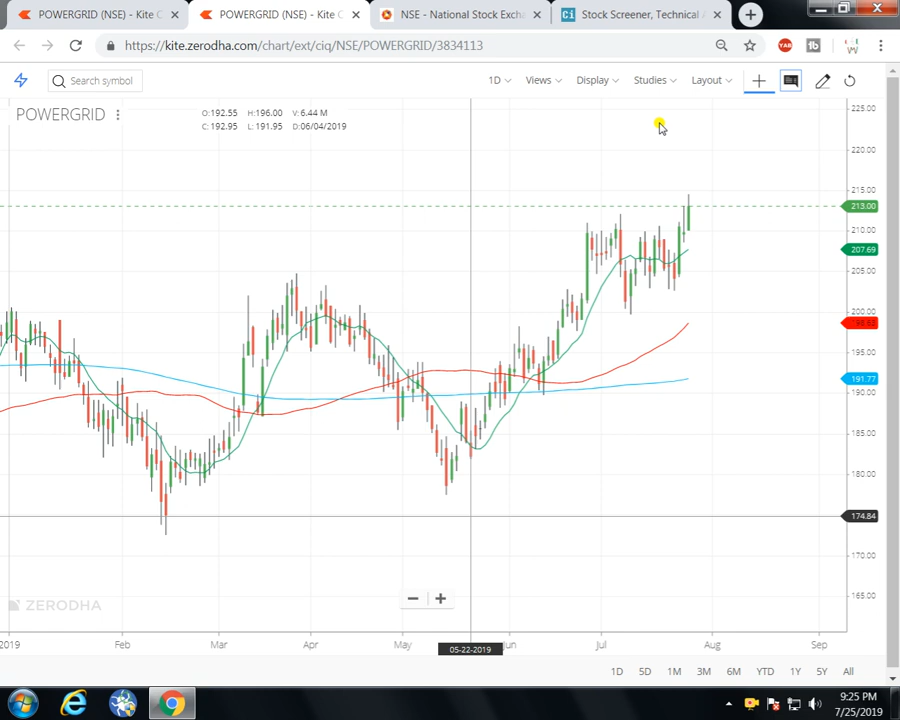 POWERGRID (NSE) - Kite C
POWERGRID (NSE) - Kite C
NSE - National Stock Excha
Stock Screener, Technical A
https://kite.zerodha.com/chart/ext/ciq/NSE/POWERGRID/3834113
Search symbol
1D Views Display Studies Layout
POWERGRID
O:192.55 H:196.00 V:6.44 M
C:192.95 L:191.95 D:06/04/2019
225.00
220.00
215.00
213.00
210.00
207.69
205.00
200.00
195.00
191.77
190.00
185.00
180.00
174.84
170.00
165.00
ZERODHA
2019 Feb Mar Apr May 05-22-2019 Jun Jul Aug Sep
1D 5D 1M 3M 6M YTD 1Y 5Y All
9:25 PM
7/25/2019